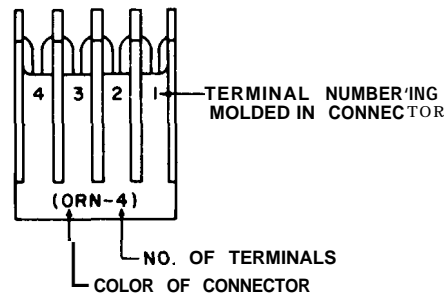 4 3 2 1
TERMINAL NUMBER'ING
MOLDED IN CONNECTOR
(ORN-4)
NO. OF TERMINALS
COLOR OF CONNECTOR